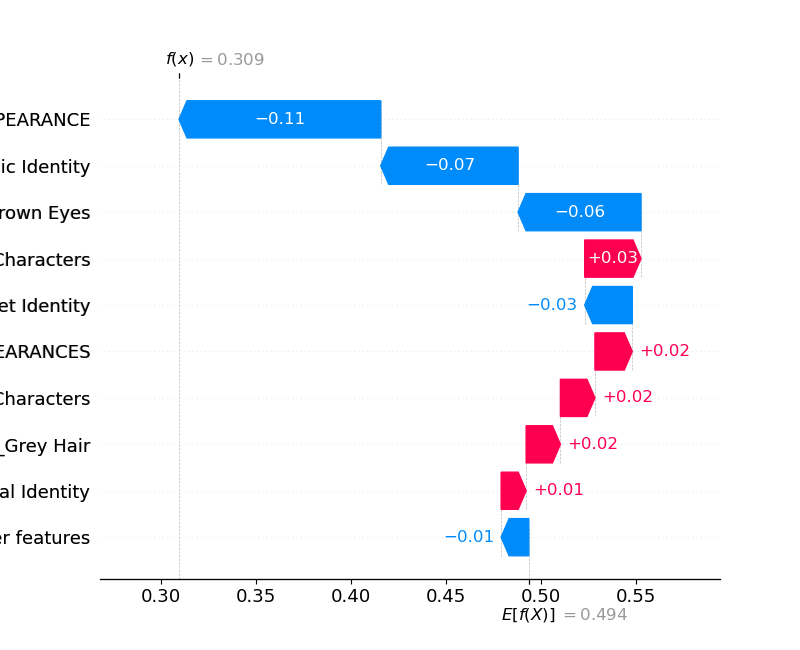 f(x) = 0.309
PEARANCE −0.11
ic Identity −0.07
rown Eyes −0.06
Characters +0.03
et Identity −0.03
EARANCES +0.02
Characters +0.02
_Grey Hair +0.02
al Identity +0.01
er features −0.01
0.30 0.35 0.40 0.45 0.50 0.55
E[f(X)] = 0.494